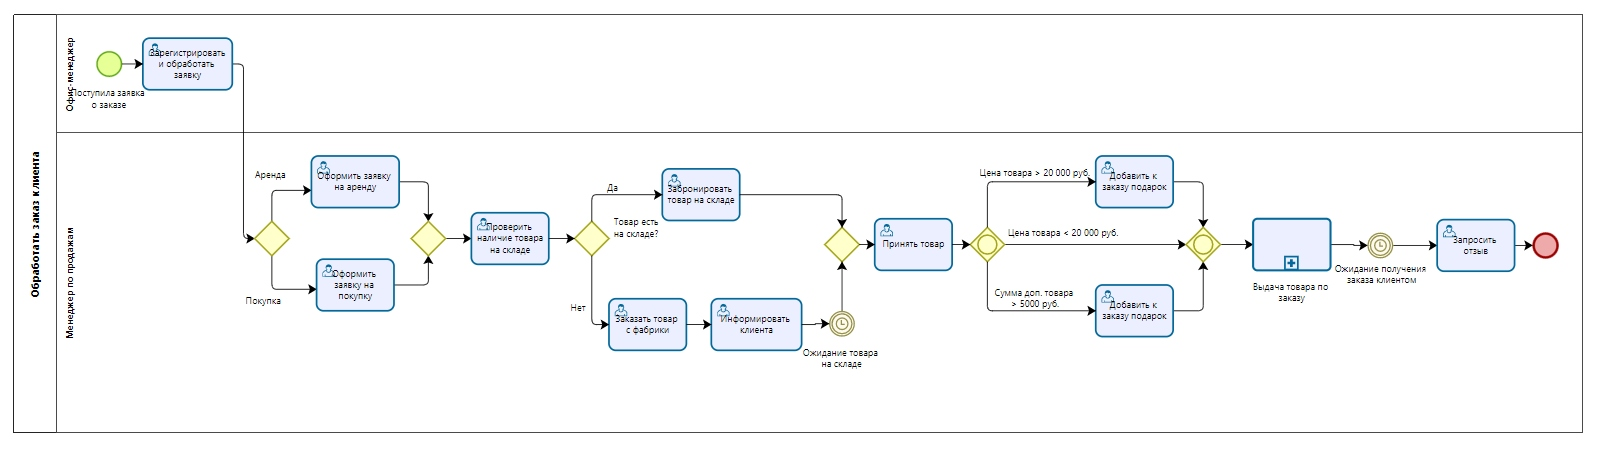 Обработать заказ клиента
Офис-менеджер
Поступила заявка
о заказе
Зарегистрировать
и обработать
заявку
Менеджер по продажам
Аренда
Покупка
Оформить заявку
на аренду
Оформить
заявку на
покупку
Проверить
наличие товара
на складе
Да
Товар есть
на складе?
Нет
Забронировать
товар на складе
Заказать товар
с фабрики
Информировать
клиента
Ожидание товара
на складе
Принять товар
Цена товара > 20 000 руб.
Цена товара < 20 000 руб.
Сумма доп. товара
> 5000 руб.
Добавить к
заказу подарок
Добавить к
заказу подарок
Выдача товара по
заказу
Ожидание получения
заказа клиентом
Запросить
отзыв